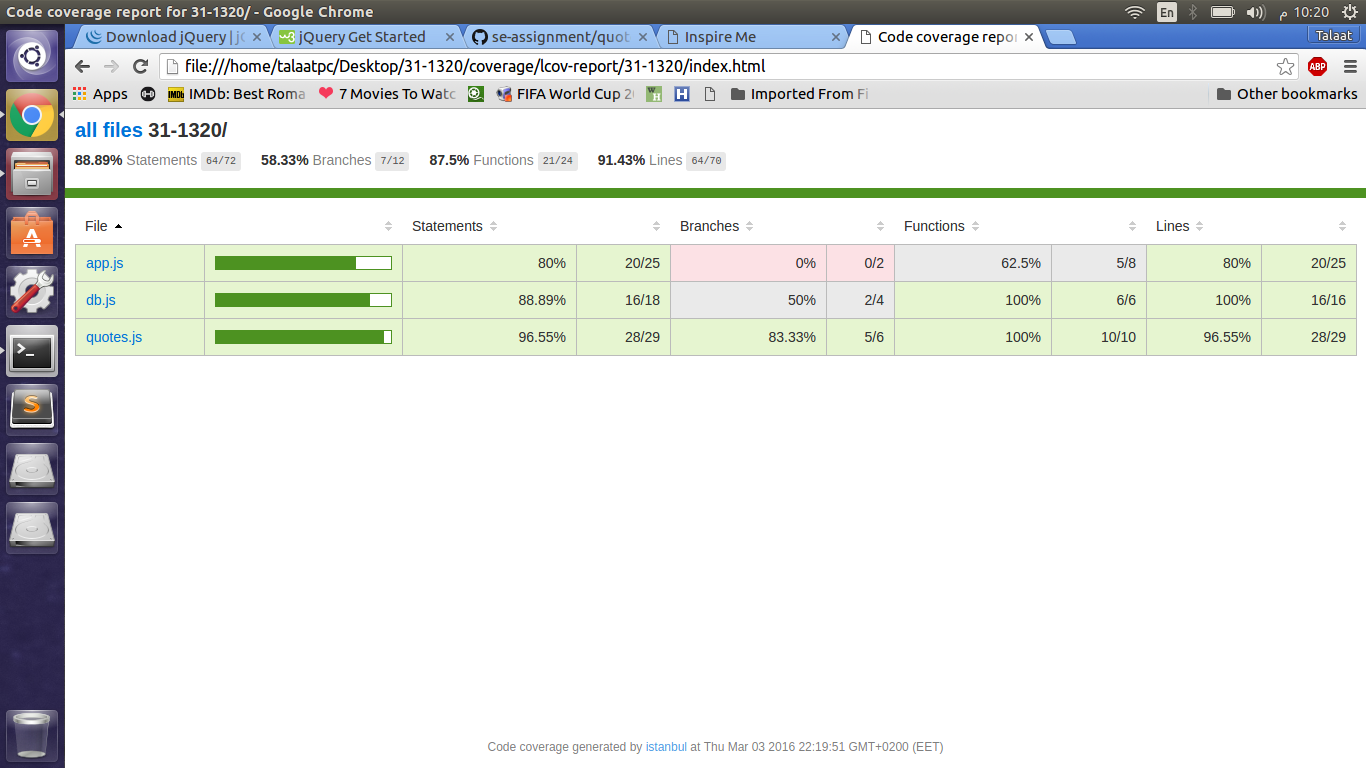 Code coverage report for 31-1320/ - Google Chrome
En
م 10:20
Download jQuery | j
jQuery Get Started
se-assignment/quot
Inspire Me
Code coverage repo
Talaat
file:///home/talaatpc/Desktop/31-1320/coverage/lcov-report/31-1320/index.html
ABP
Apps
IMDb IMDb: Best Roma
7 Movies To Watc
FIFA World Cup 2
W H
H
Imported From Fi
Other bookmarks
all files 31-1320/
88.89% Statements 64/72 58.33% Branches 7/12 87.5% Functions 21/24 91.43% Lines 64/70
File Statements Branches Functions Lines
app.js 80% 20/25 0% 0/2 62.5% 5/8 80% 20/25
db.js 88.89% 16/18 50% 2/4 100% 6/6 100% 16/16
quotes.js 96.55% 28/29 83.33% 5/6 100% 10/10 96.55% 28/29
Code coverage generated by istanbul at Thu Mar 03 2016 22:19:51 GMT+0200 (EET)